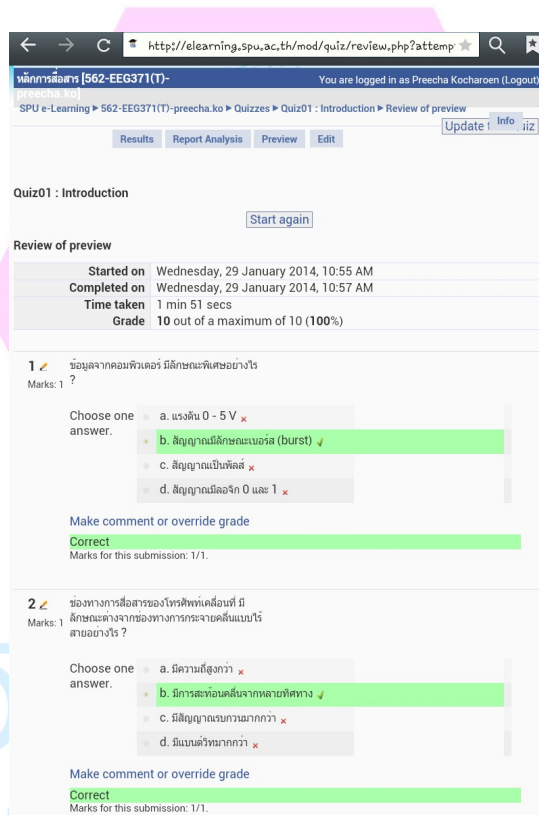 http://elearning.spu.ac.th/mod/quiz/review.php?attemp
หลักการสื่อสาร [562-EEG371(T)-
preecha.ko]
You are logged in as Preecha Kocharoen (Logout)
SPU e-Learning ► 562-EEG371(T)-preecha.ko ► Quizzes ► Quiz01 : Introduction ► Review of preview
Info
Results Report Analysis Preview Edit
Quiz01 : Introduction
Start again
Review of preview
Started on Wednesday, 29 January 2014, 10:55 AM
Completed on Wednesday, 29 January 2014, 10:57 AM
Time taken 1 min 51 secs
Grade 10 out of a maximum of 10 (100%)
1 ข้อมูลจากคอมพิวเตอร์ มีลักษณะพิเศษอย่างไร
Marks: 1 ?
Choose one a. แรงดัน 0 - 5 V
answer.
b. สัญญาณมีลักษณะเบอร์ส (burst)
c. สัญญาณเป็นพัลส์
d. สัญญาณมีลอจิก 0 และ 1
Make comment or override grade
Correct
Marks for this submission: 1/1.
2 ช่องทางการสื่อสารของโทรศัพท์เคลื่อนที่ มี
Marks: 1 ลักษณะต่างจากช่องทางการกระจายคลื่นแบบไร้
สายอย่างไร ?
Choose one a. มีความถี่สูงกว่า
answer.
b. มีการสะท้อนคลื่นจากหลายทิศทาง
c. มีสัญญาณรบกวนมากกว่า
d. มีแบนด์วิทมากกว่า
Make comment or override grade
Correct
Marks for this submission: 1/1.